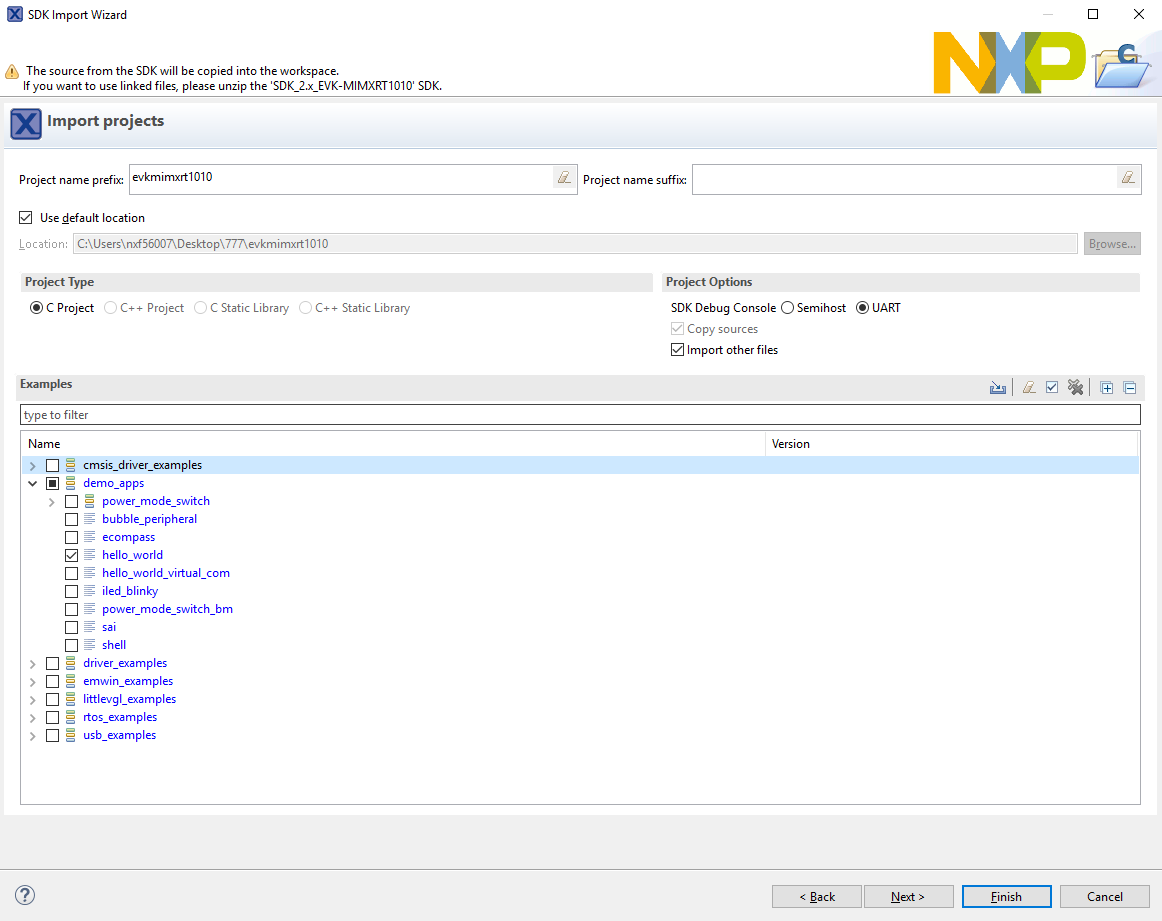 SDK Import Wizard
NXP
C
The source from the SDK will be copied into the workspace.
If you want to use linked files, please unzip the 'SDK_2.x_EVK-MIMXRT1010' SDK.
X Import projects
Project name prefix: evkmimxrt1010 Project name suffix:
Use default location
Location: C:\Users\nxf56007\Desktop\777\evkmimxrt1010 Browse...
Project Type Project Options
C Project C++ Project C Static Library C++ Static Library SDK Debug Console Semihost UART
Copy sources
Import other files
Examples
type to filter
Name Version
cmsis_driver_examples
demo_apps
power_mode_switch
bubble_peripheral
ecompass
hello_world
hello_world_virtual_com
iled_blinky
power_mode_switch_bm
sai
shell
driver_examples
emwin_examples
littlevgl_examples
rtos_examples
usb_examples
? < Back Next > Finish Cancel